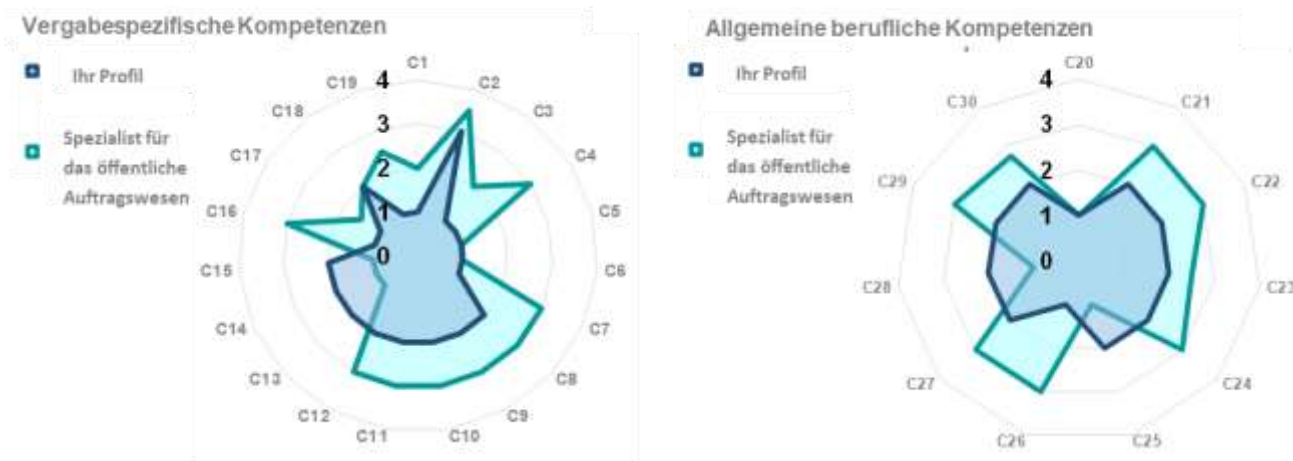 Vergabespezifische Kompetenzen
Ihr Profil
Spezialist für
das öffentliche
Auftragswesen
C1
C2
C3
C4
C5
C6
C7
C8
C9
C10
C11
C12
C13
C14
C15
C16
C17
C18
C19
4
3
2
1
0
Allgemeine berufliche Kompetenzen
Ihr Profil
Spezialist für
das öffentliche
Auftragswesen
C20
C21
C22
C23
C24
C25
C26
C27
C28
C29
C30
4
3
2
1
0